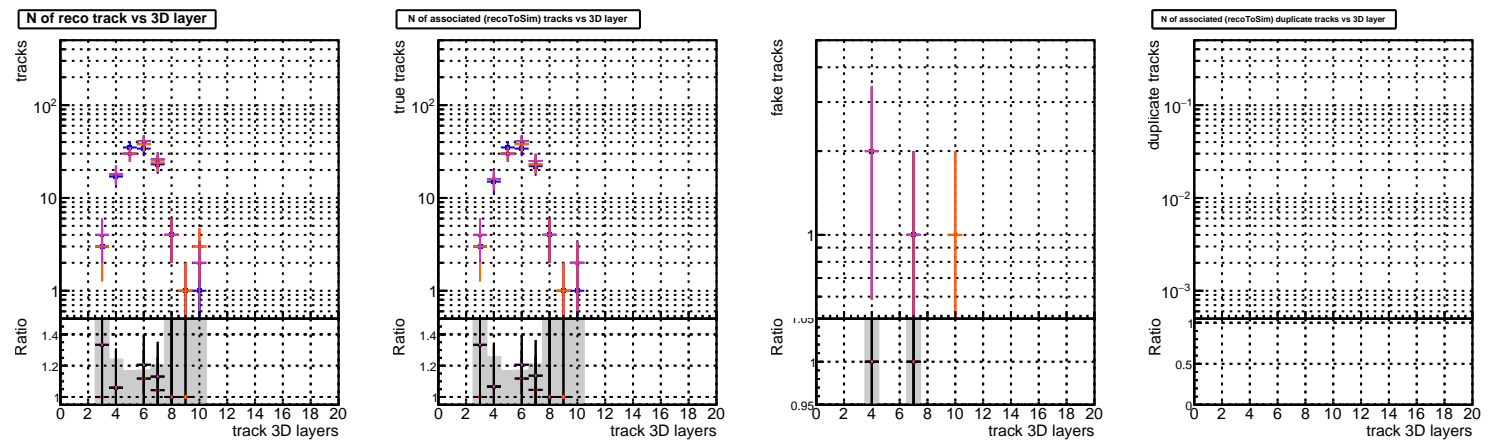 N of reco track vs 3D layer
tracks
10²
10
1
Ratio
1.4
1.2
1
0 2 4 6 8 10 12 14 16 18 20
track 3D layers
N of associated (recoToSim) tracks vs 3D layer
true tracks
10²
10
1
Ratio
1.4
1.2
1
0 2 4 6 8 10 12 14 16 18 20
track 3D layers
fake tracks
1
Ratio
1.05
1
0.95
0 2 4 6 8 10 12 14 16 18 20
track 3D layers
N of associated (recoToSim) duplicate tracks vs 3D layer
duplicate tracks
10⁻¹
10⁻²
10⁻³
Ratio
1
0.5
0
0 2 4 6 8 10 12 14 16 18 20
track 3D layers